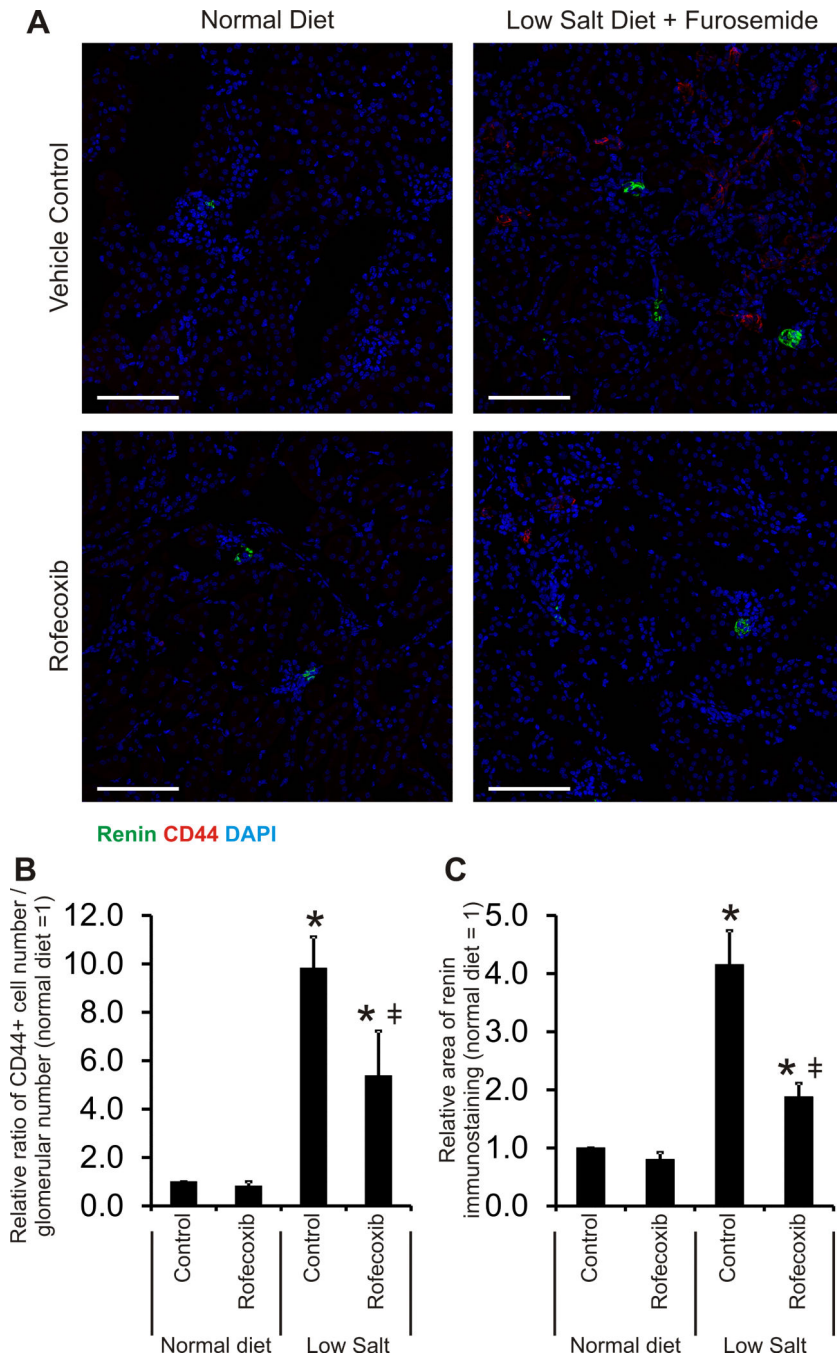 A
Normal Diet
Low Salt Diet + Furosemide
Vehicle Control
Rofecoxib
Renin CD44 DAPI
B
Relative ratio of CD44+ cell number /
glomerular number (normal diet =1)
12.0
10.0
8.0
6.0
4.0
2.0
0.0
*
* ‡
Control
Rofecoxib
Control
Rofecoxib
Normal diet
Low Salt
C
Relative area of renin
immunostaining (normal diet = 1)
5.0
4.0
3.0
2.0
1.0
0.0
*
* ‡
Control
Rofecoxib
Control
Rofecoxib
Normal diet
Low Salt